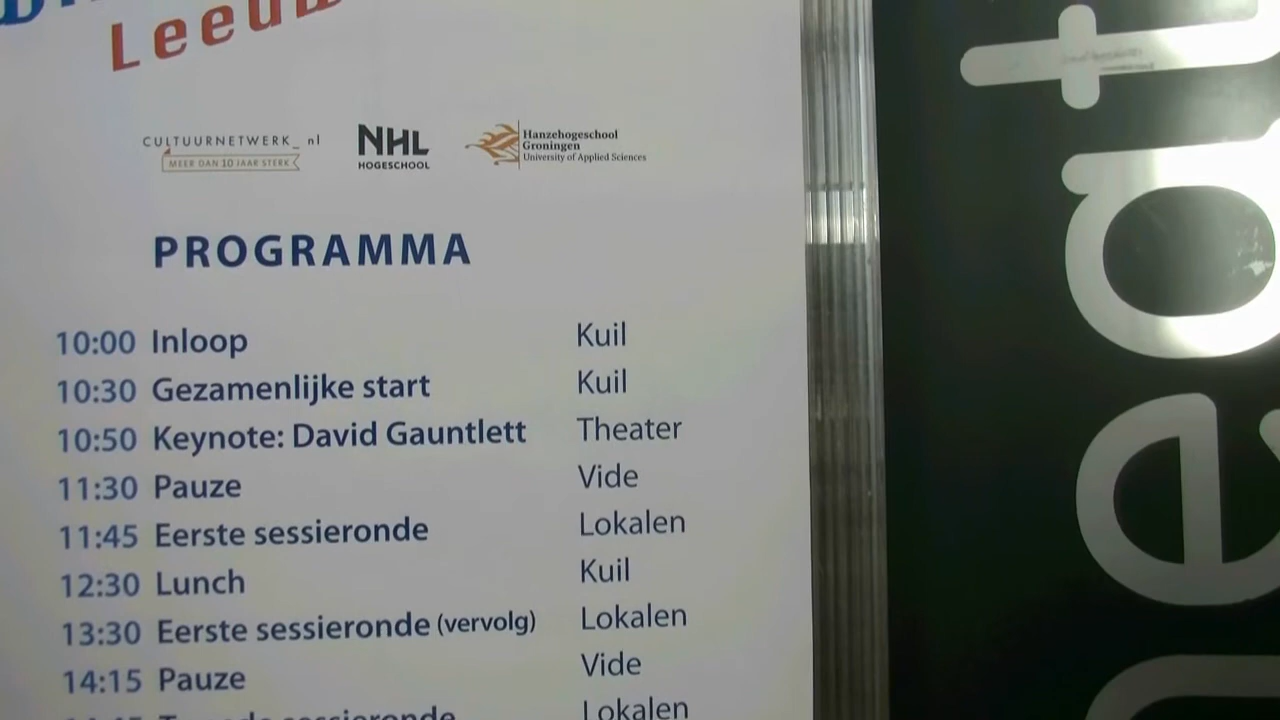 CULTUURNETWERK_nl
MEER DAN 10 JAAR STERK
NHL
HOGESCHOOL
Hanzehogeschool
Groningen
University of Applied Sciences
PROGRAMMA
10:00 Inloop Kuil
10:30 Gezamenlijke start Kuil
10:50 Keynote: David Gauntlett Theater
11:30 Pauze Vide
11:45 Eerste sessieronde Lokalen
12:30 Lunch Kuil
13:30 Eerste sessieronde (vervolg) Lokalen
14:15 Pauze Vide
sessieronde Lokalen